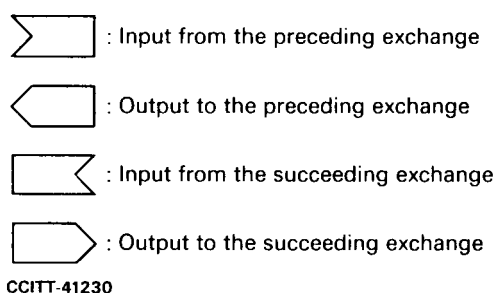 : Input from the preceding exchange
: Output to the preceding exchange
: Input from the succeeding exchange
: Output to the succeeding exchange
CCITT-41230